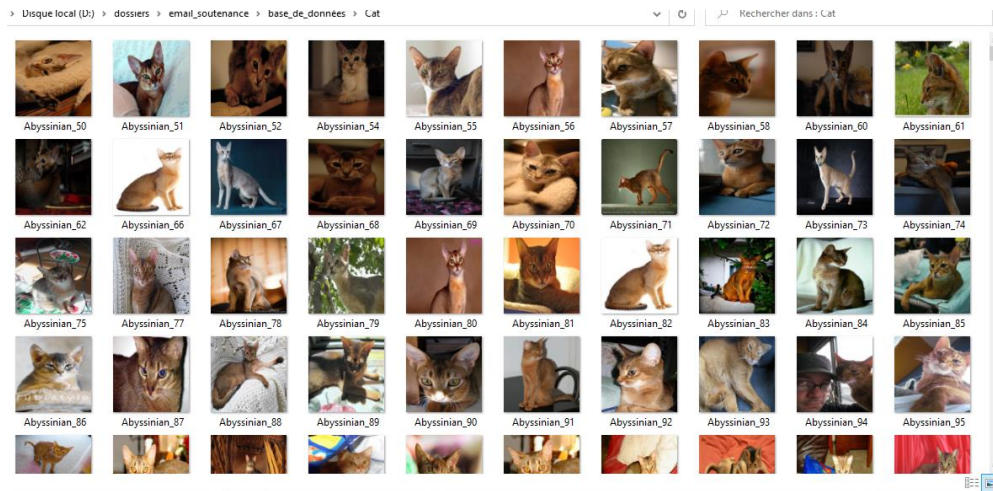 > Disque local (D:) > dossiers > email_soutenance > base_de_données > Cat
Rechercher dans : Cat
Abyssinian_50 Abyssinian_51 Abyssinian_52 Abyssinian_54 Abyssinian_55 Abyssinian_56 Abyssinian_57 Abyssinian_58 Abyssinian_60 Abyssinian_61
Abyssinian_62 Abyssinian_66 Abyssinian_67 Abyssinian_68 Abyssinian_69 Abyssinian_70 Abyssinian_71 Abyssinian_72 Abyssinian_73 Abyssinian_74
Abyssinian_75 Abyssinian_77 Abyssinian_78 Abyssinian_79 Abyssinian_80 Abyssinian_81 Abyssinian_82 Abyssinian_83 Abyssinian_84 Abyssinian_85
Abyssinian_86 Abyssinian_87 Abyssinian_88 Abyssinian_89 Abyssinian_90 Abyssinian_91 Abyssinian_92 Abyssinian_93 Abyssinian_94 Abyssinian_95